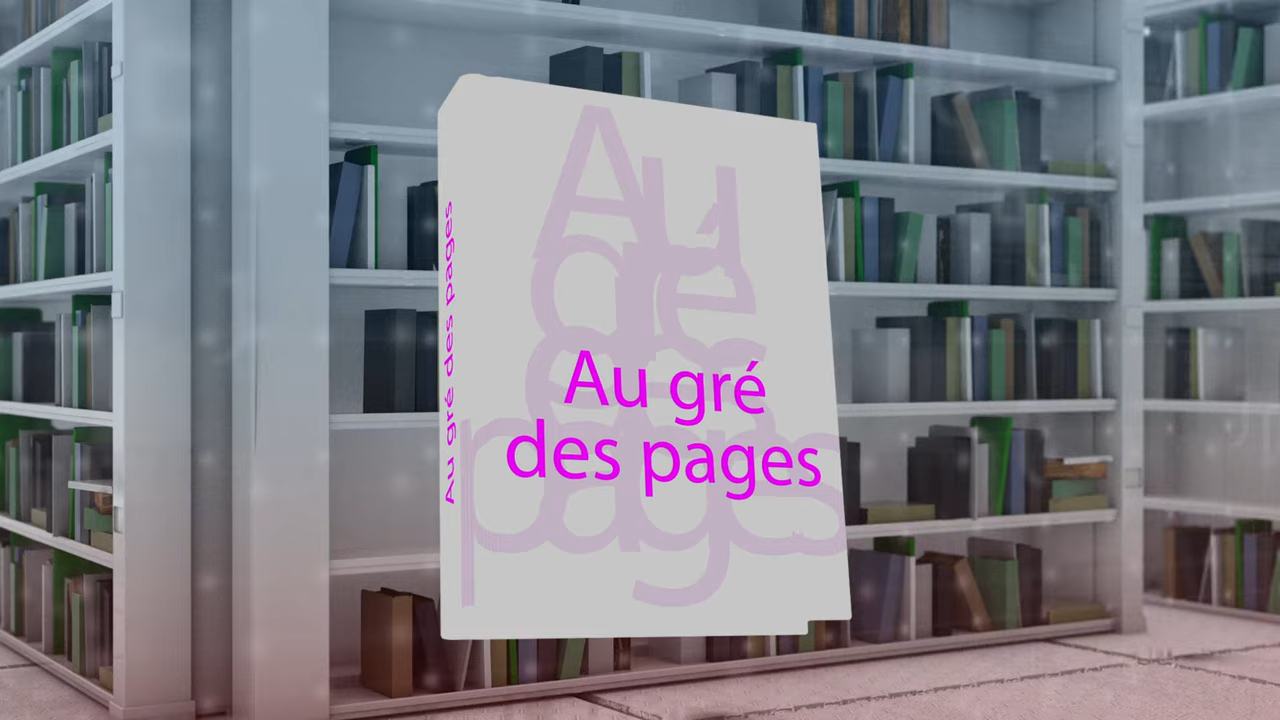 Au
gré
des
pages
Au gré
des pages
Au gré des pages